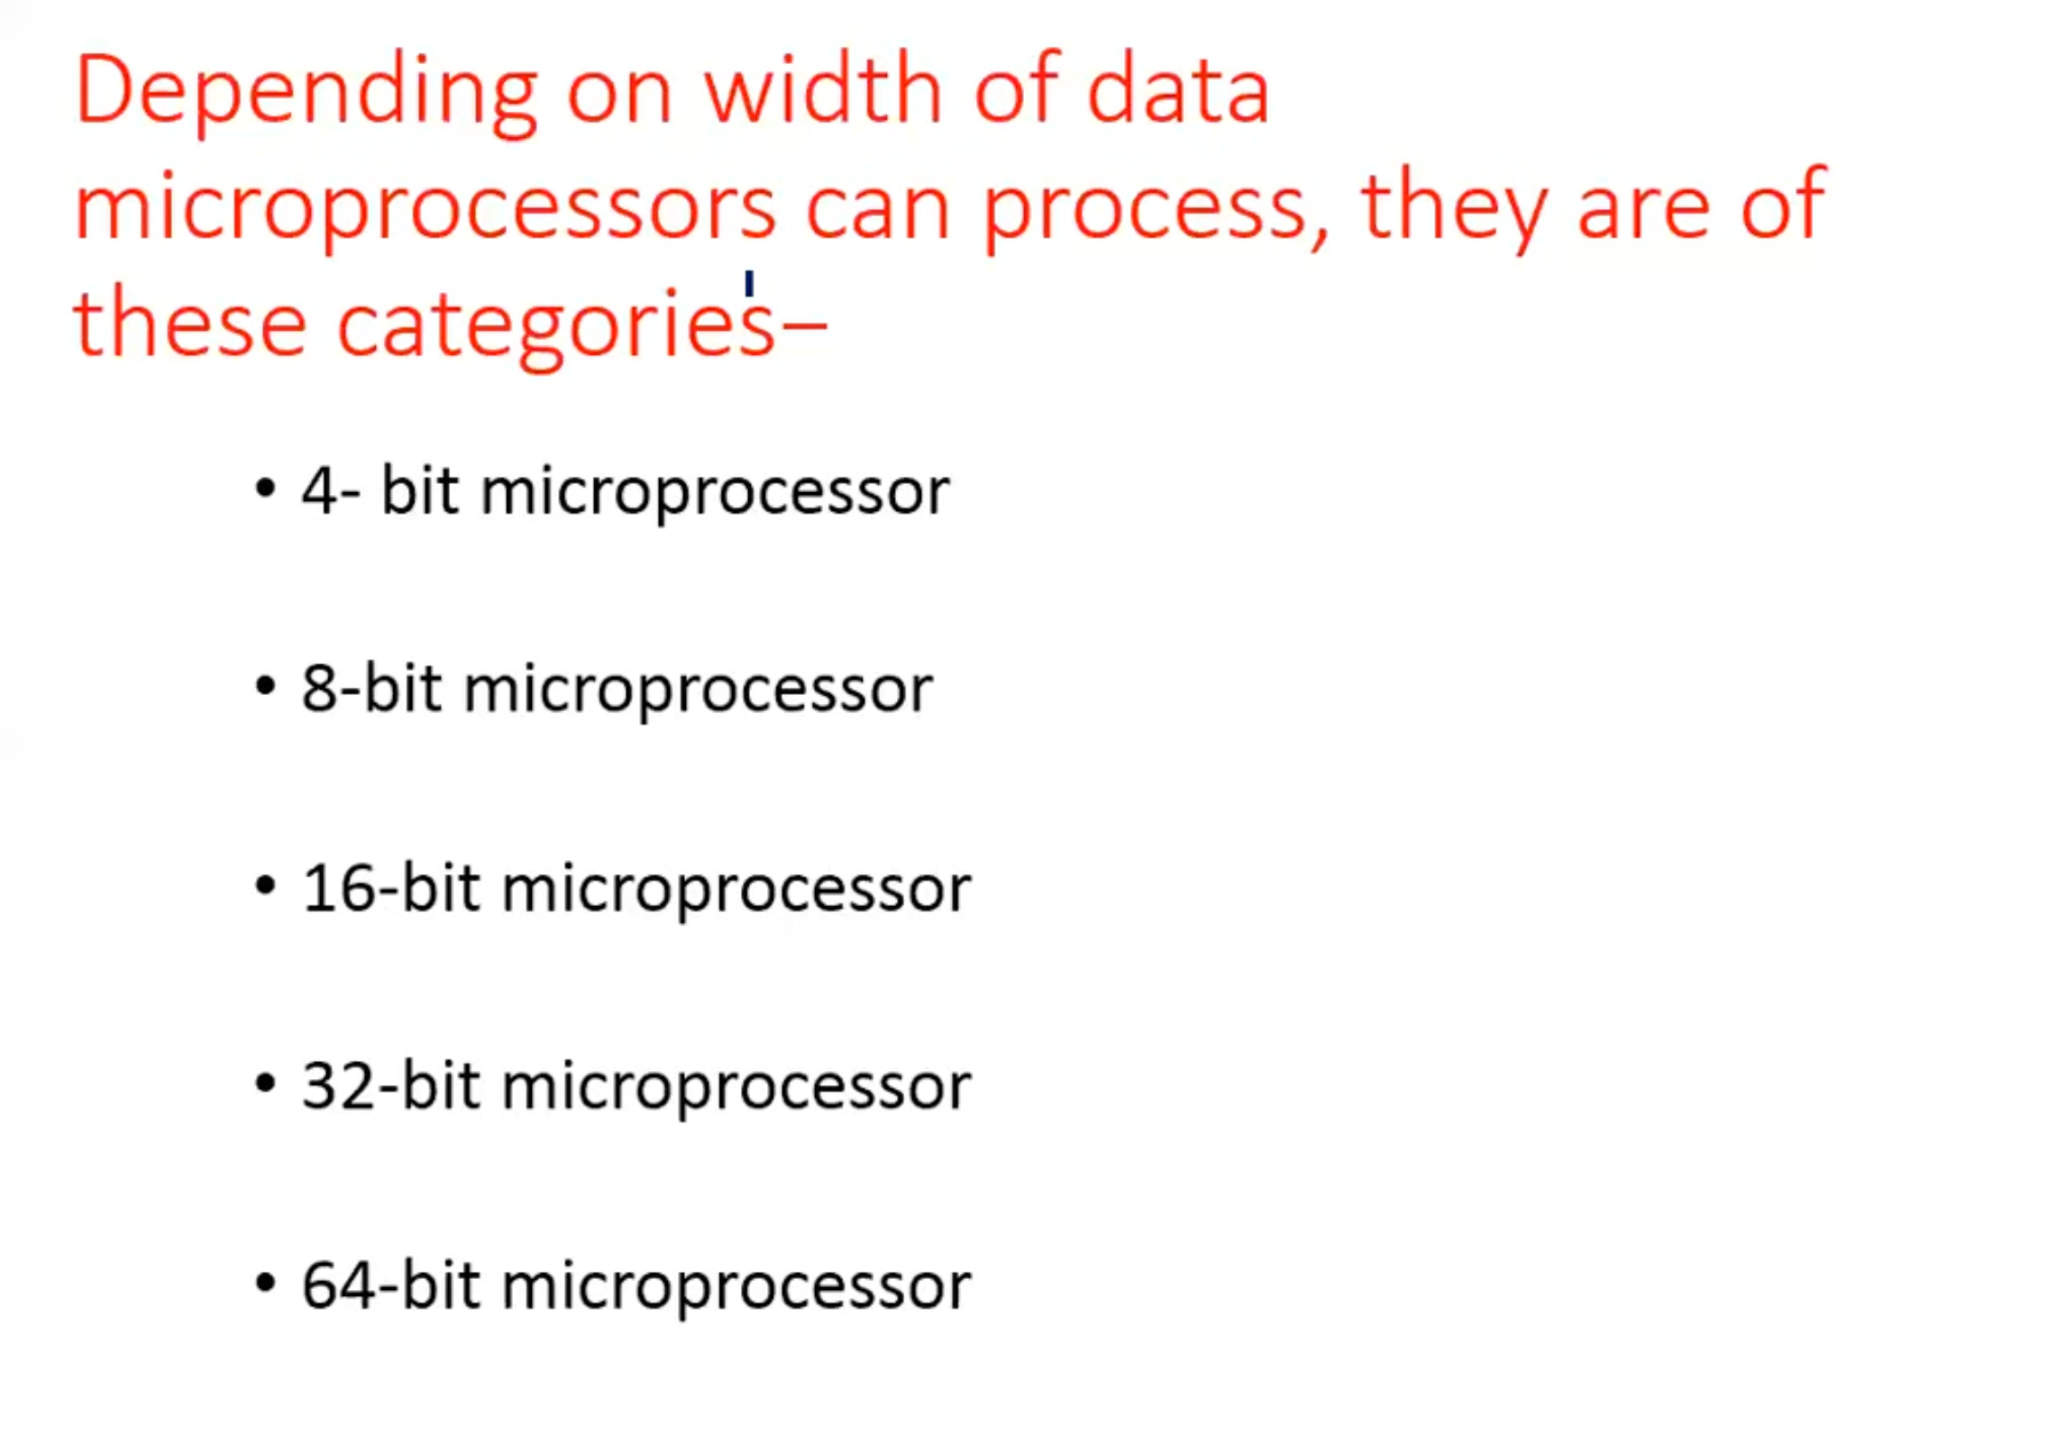 Depending on width of data
microprocessors can process, they are of
these categories–
• 4- bit microprocessor
• 8-bit microprocessor
• 16-bit microprocessor
• 32-bit microprocessor
• 64-bit microprocessor